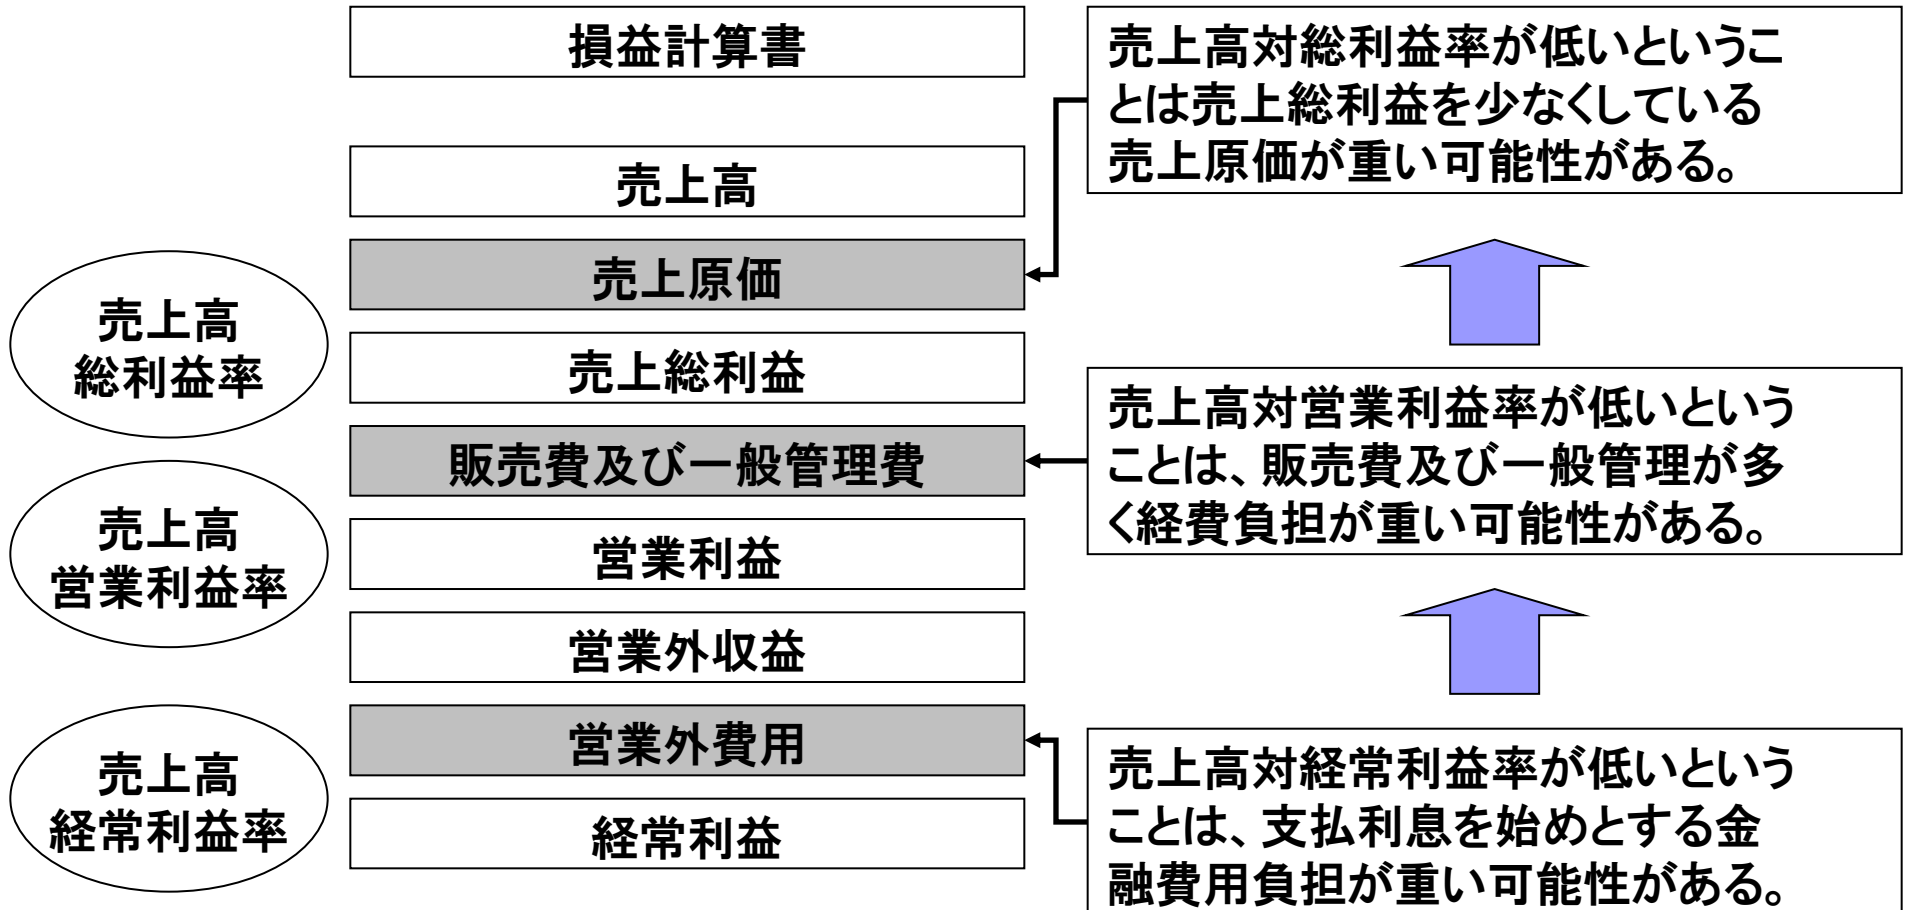 損益計算書
売上高
売上原価
売上総利益
販売費及び一般管理費
営業利益
営業外収益
営業外費用
経常利益
売上高
総利益率
売上高
営業利益率
売上高
経常利益率
売上高対総利益率が低いというこ
とは売上総利益を少なくしている
売上原価が重い可能性がある。
売上高対営業利益率が低いという
ことは、販売費及び一般管理が多
く経費負担が重い可能性がある。
売上高対経常利益率が低いという
ことは、支払利息を始めとする金
融費用負担が重い可能性がある。